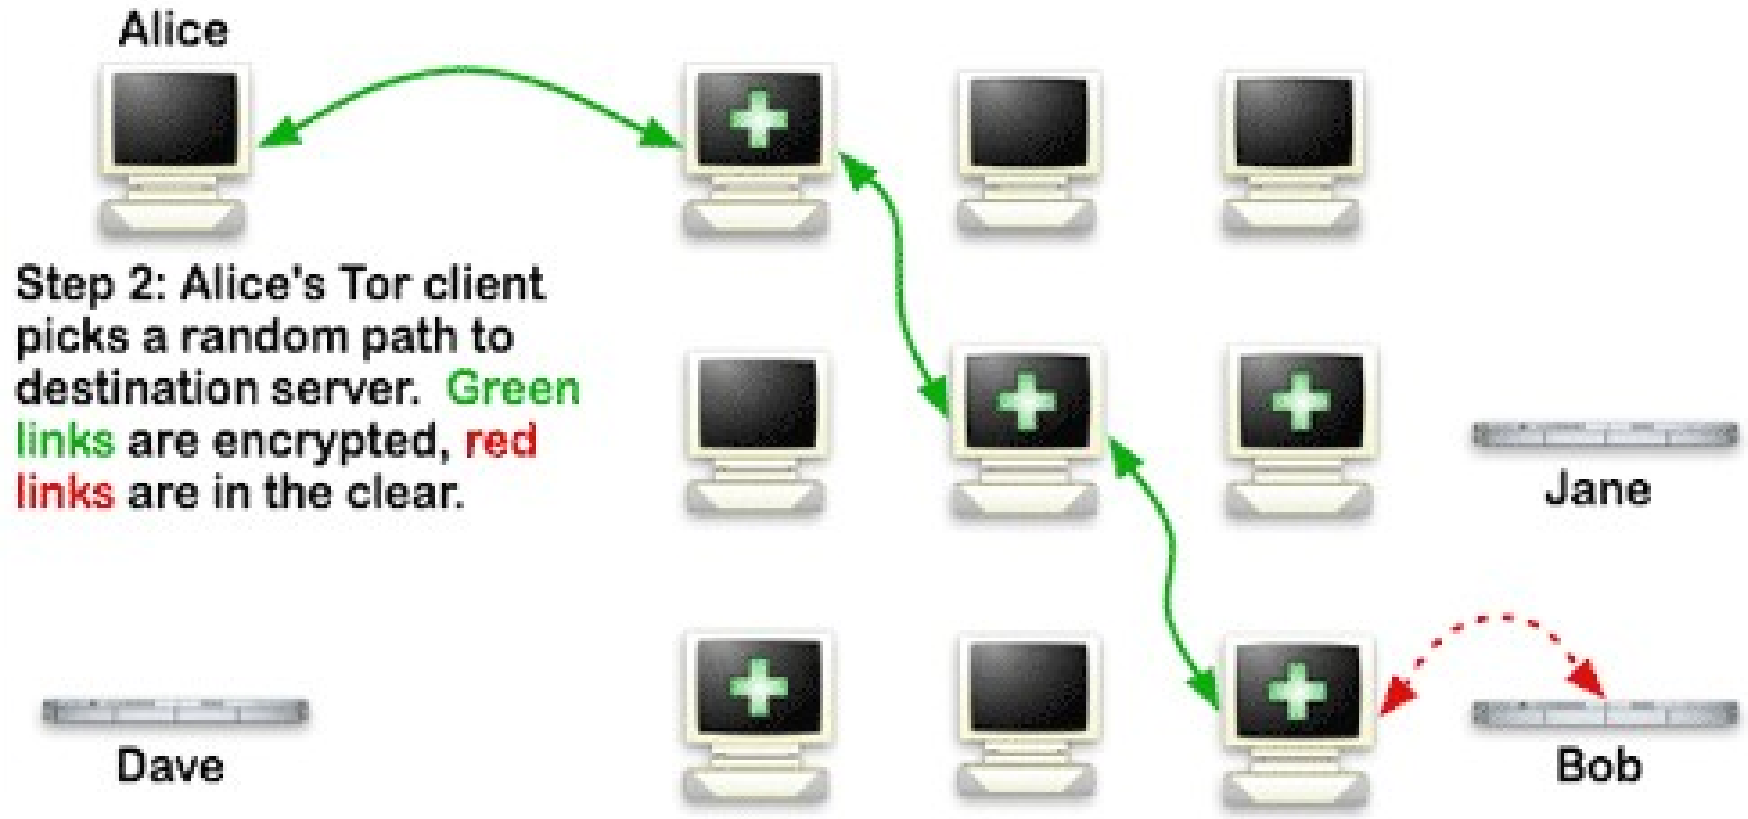 Alice
Step 2: Alice's Tor client
picks a random path to
destination server.  Green
links are encrypted, red
links are in the clear.
Jane
Dave
Bob